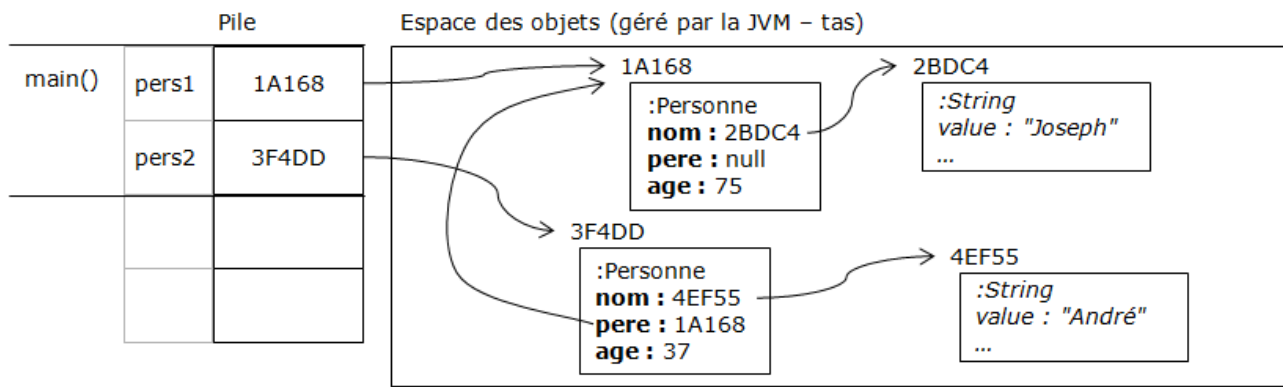 Pile
Espace des objets (géré par la JVM – tas)
main()
pers1
1A168
pers2
3F4DD
1A168
:Personne
nom : 2BDC4
pere : null
age : 75
2BDC4
:String
value : "Joseph"
...
3F4DD
:Personne
nom : 4EF55
pere : 1A168
age : 37
4EF55
:String
value : "André"
...